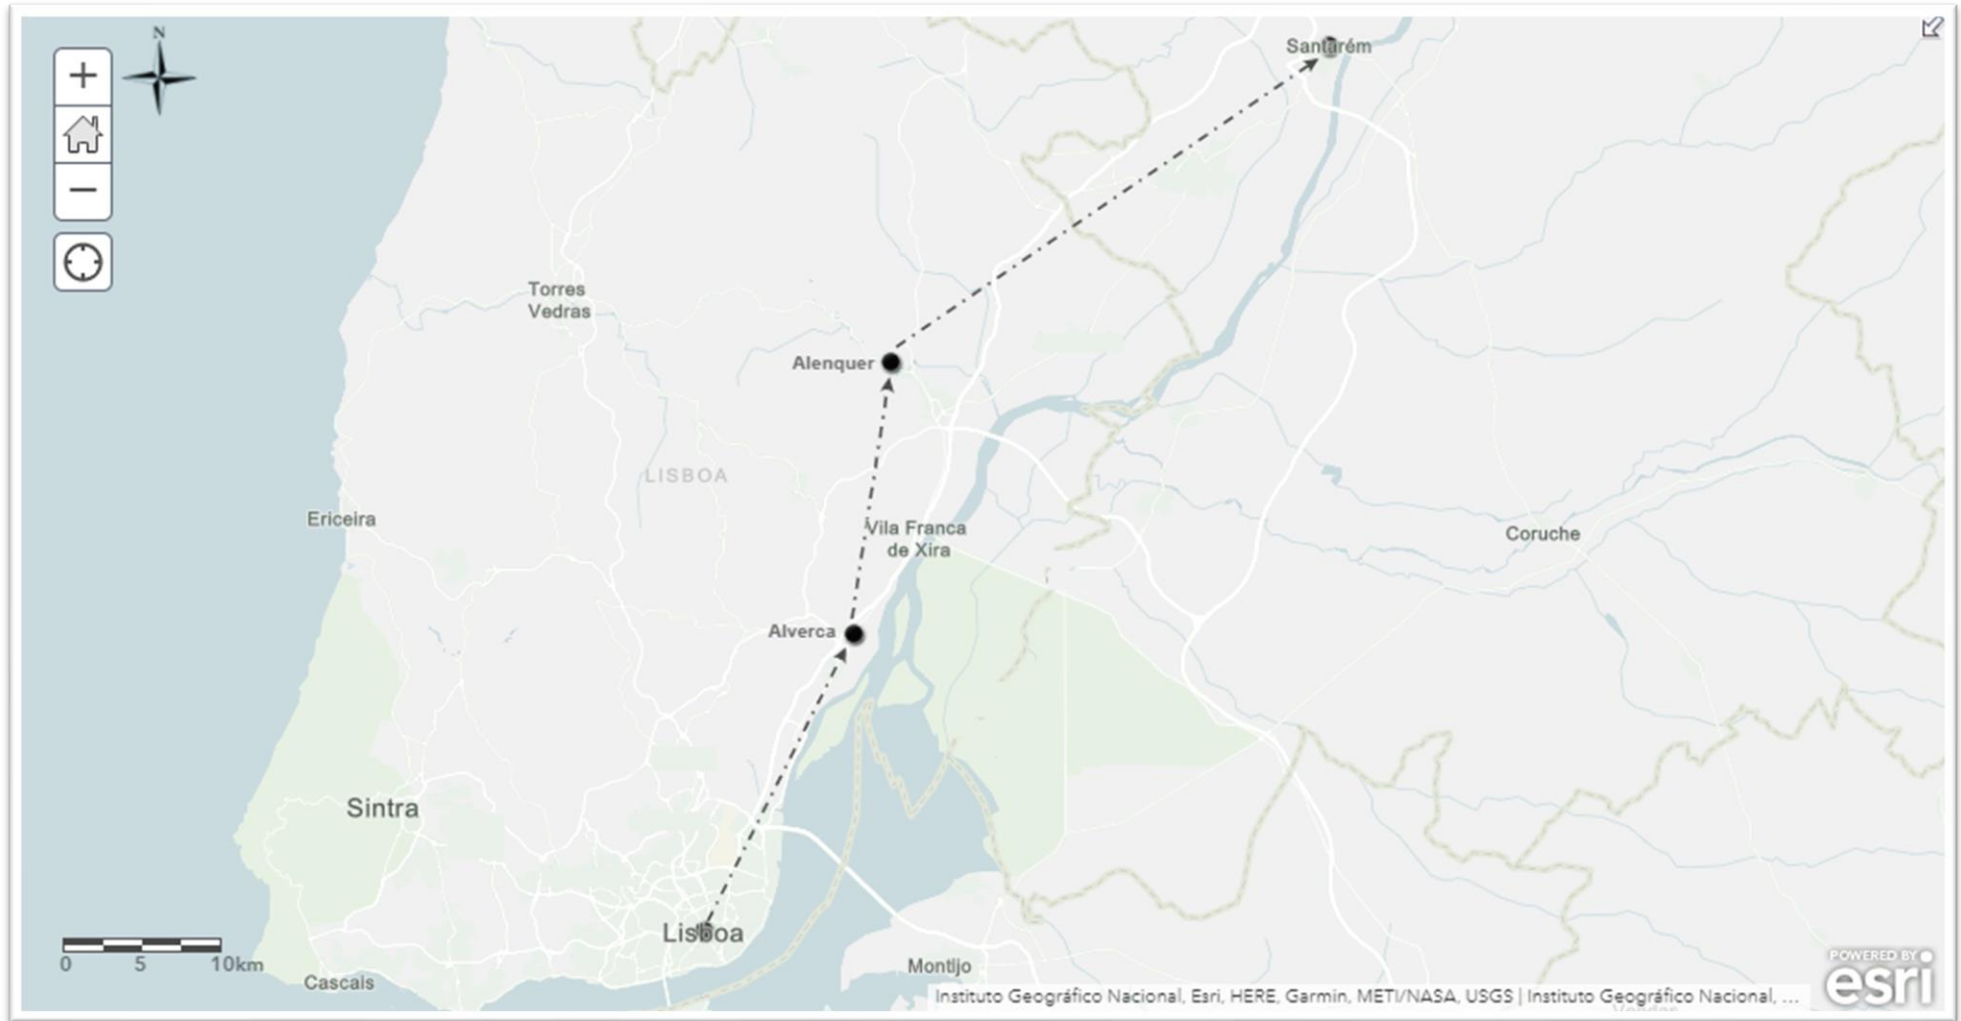 N
Santarém
Torres
Vedras
Alenquer
LISBOA
Ericeira
Vila Franca
de Xira
Coruche
Alverca
Sintra
Lisboa
0 5 10km
Cascais
Montijo
POWERED BY
esri
Instituto Geográfico Nacional, Esri, HERE, Garmin, METI/NASA, USGS | Instituto Geográfico Nacional, ...